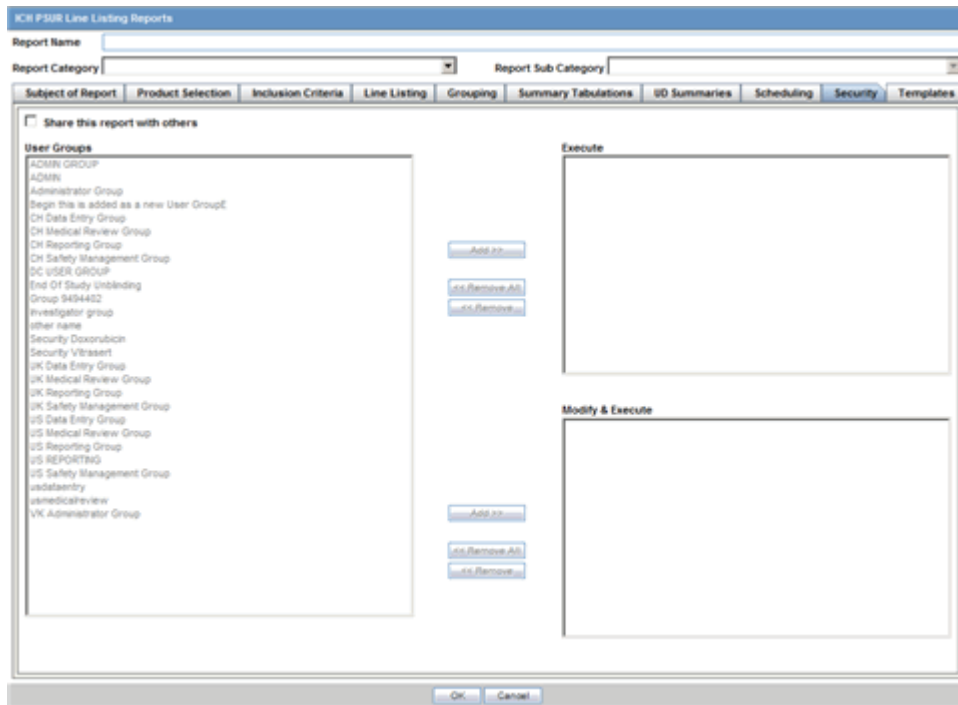 ICH PSUR Line Listing Reports
Report Name
Report Category
Report Sub Category
Subject of Report
Product Selection
Inclusion Criteria
Line Listing
Grouping
Summary Tabulations
UD Summaries
Scheduling
Security
Templates
Share this report with others
User Groups
ADMIN GROUP
ADMIN
Administrator Group
Begin this is added as a new User GroupE
CH Data Entry Group
CH Medical Review Group
CH Reporting Group
CH Safety Management Group
DC USER GROUP
End Of Study Unblinding
Group 9494402
investigator group
other name
Security Doxorubicin
Security Vitrasert
UK Data Entry Group
UK Medical Review Group
UK Reporting Group
UK Safety Management Group
US Data Entry Group
US Medical Review Group
US Reporting Group
US REPORTING
US Safety Management Group
usdataentry
usmedicalreview
VK Administrator Group
Add >>
<< Remove All
<< Remove
Execute
Add >>
<< Remove All
<< Remove
Modify & Execute
OK
Cancel